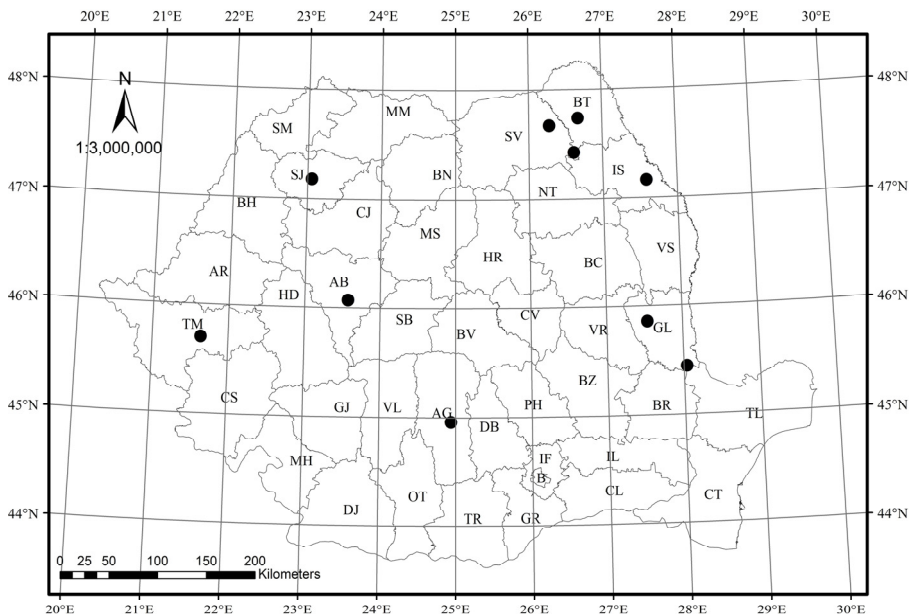 20°E 21°E 22°E 23°E 24°E 25°E 26°E 27°E 28°E 29°E 30°E
48°N 48°N
N
1:3,000,000
MM
BT
SM
SV
SJ
BN
IS
47°N 47°N
NT
BH
CJ
MS
VS
HR
BC
AR
AB
HD
46°N 46°N
CV
TM
SB
BV
VR
GL
BZ
CS
GJ
VL
AG
PH
BR
TL
45°N 45°N
DB
MH
IF
IL
B
CL
CT
OT
DJ
TR
GR
44°N 44°N
0 25 50 100 150 200
Kilometers
20°E 21°E 22°E 23°E 24°E 25°E 26°E 27°E 28°E 29°E 30°E